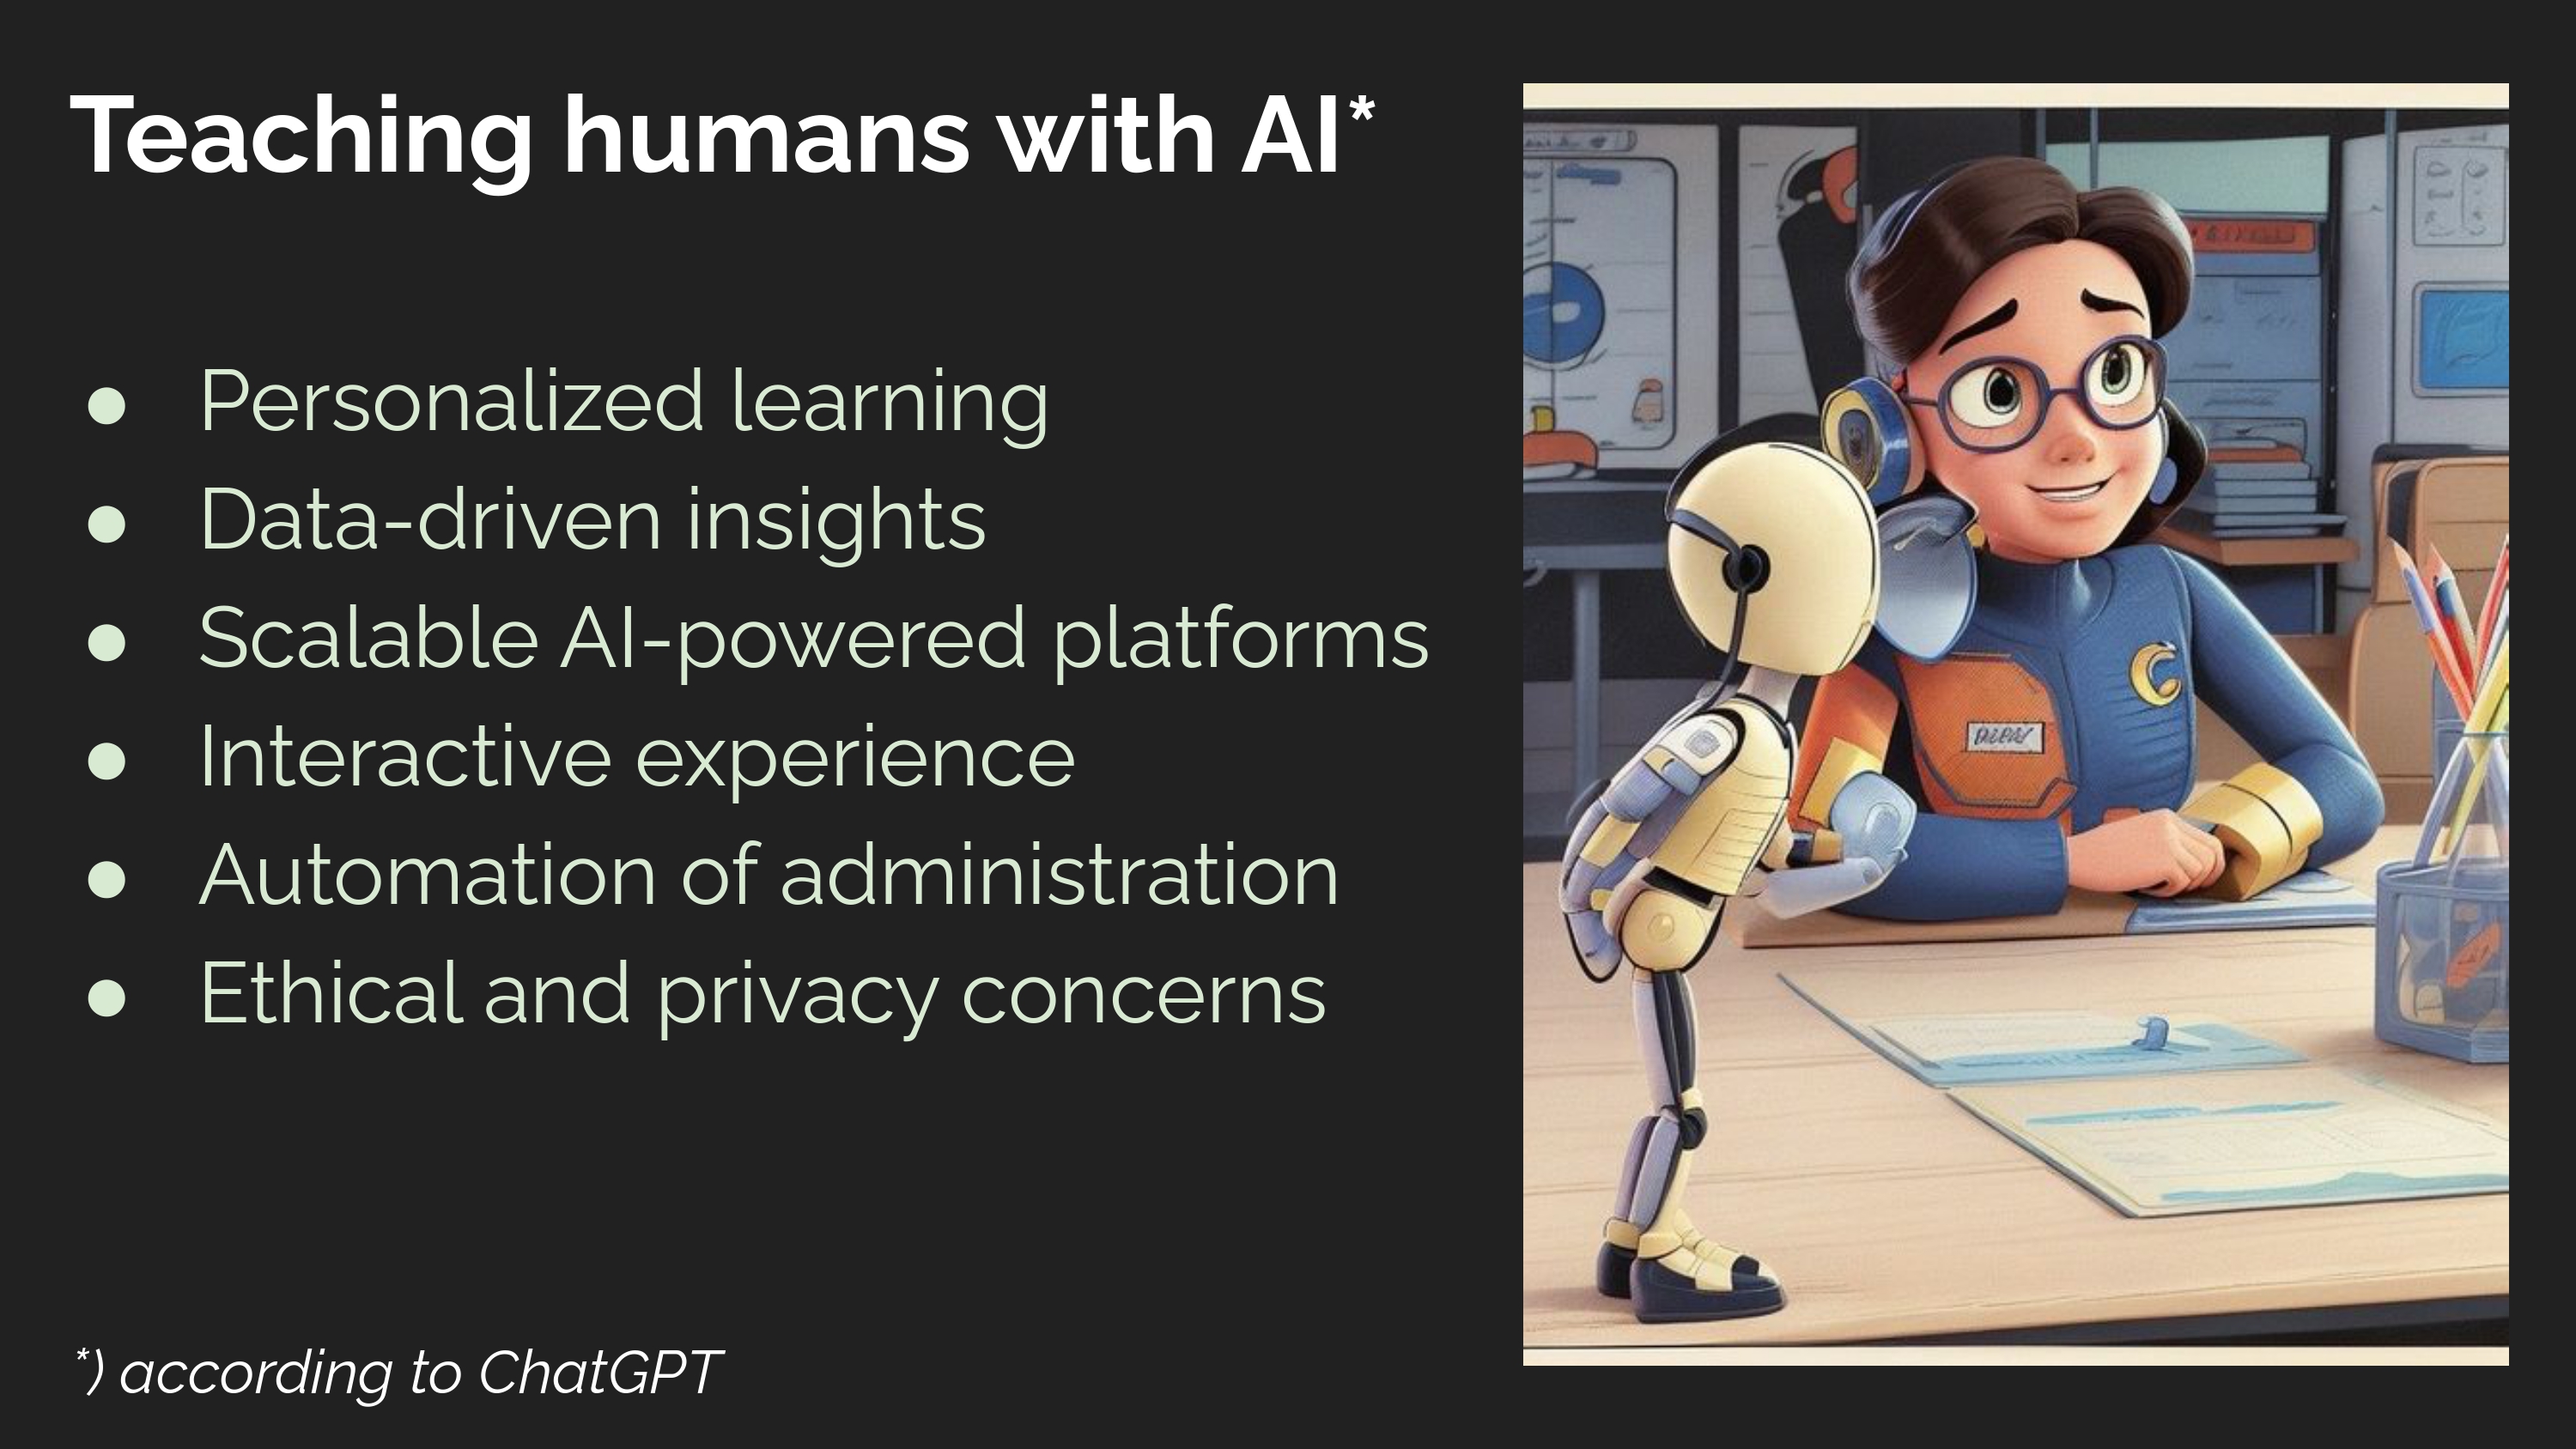 Teaching humans with AI*
● Personalized learning
● Data-driven insights
● Scalable AI-powered platforms
● Interactive experience
● Automation of administration
● Ethical and privacy concerns
*) according to ChatGPT